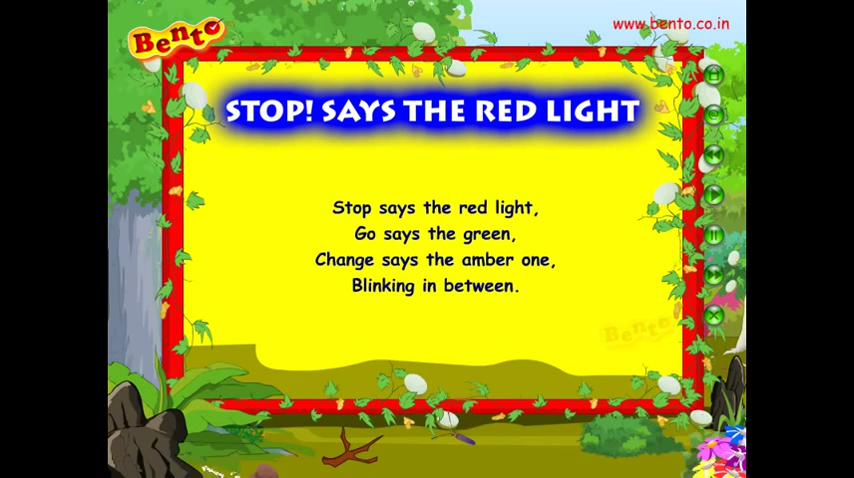 Bento
www.bento.co.in
STOP! SAYS THE RED LIGHT
Stop says the red light,
Go says the green,
Change says the amber one,
Blinking in between.
Bento